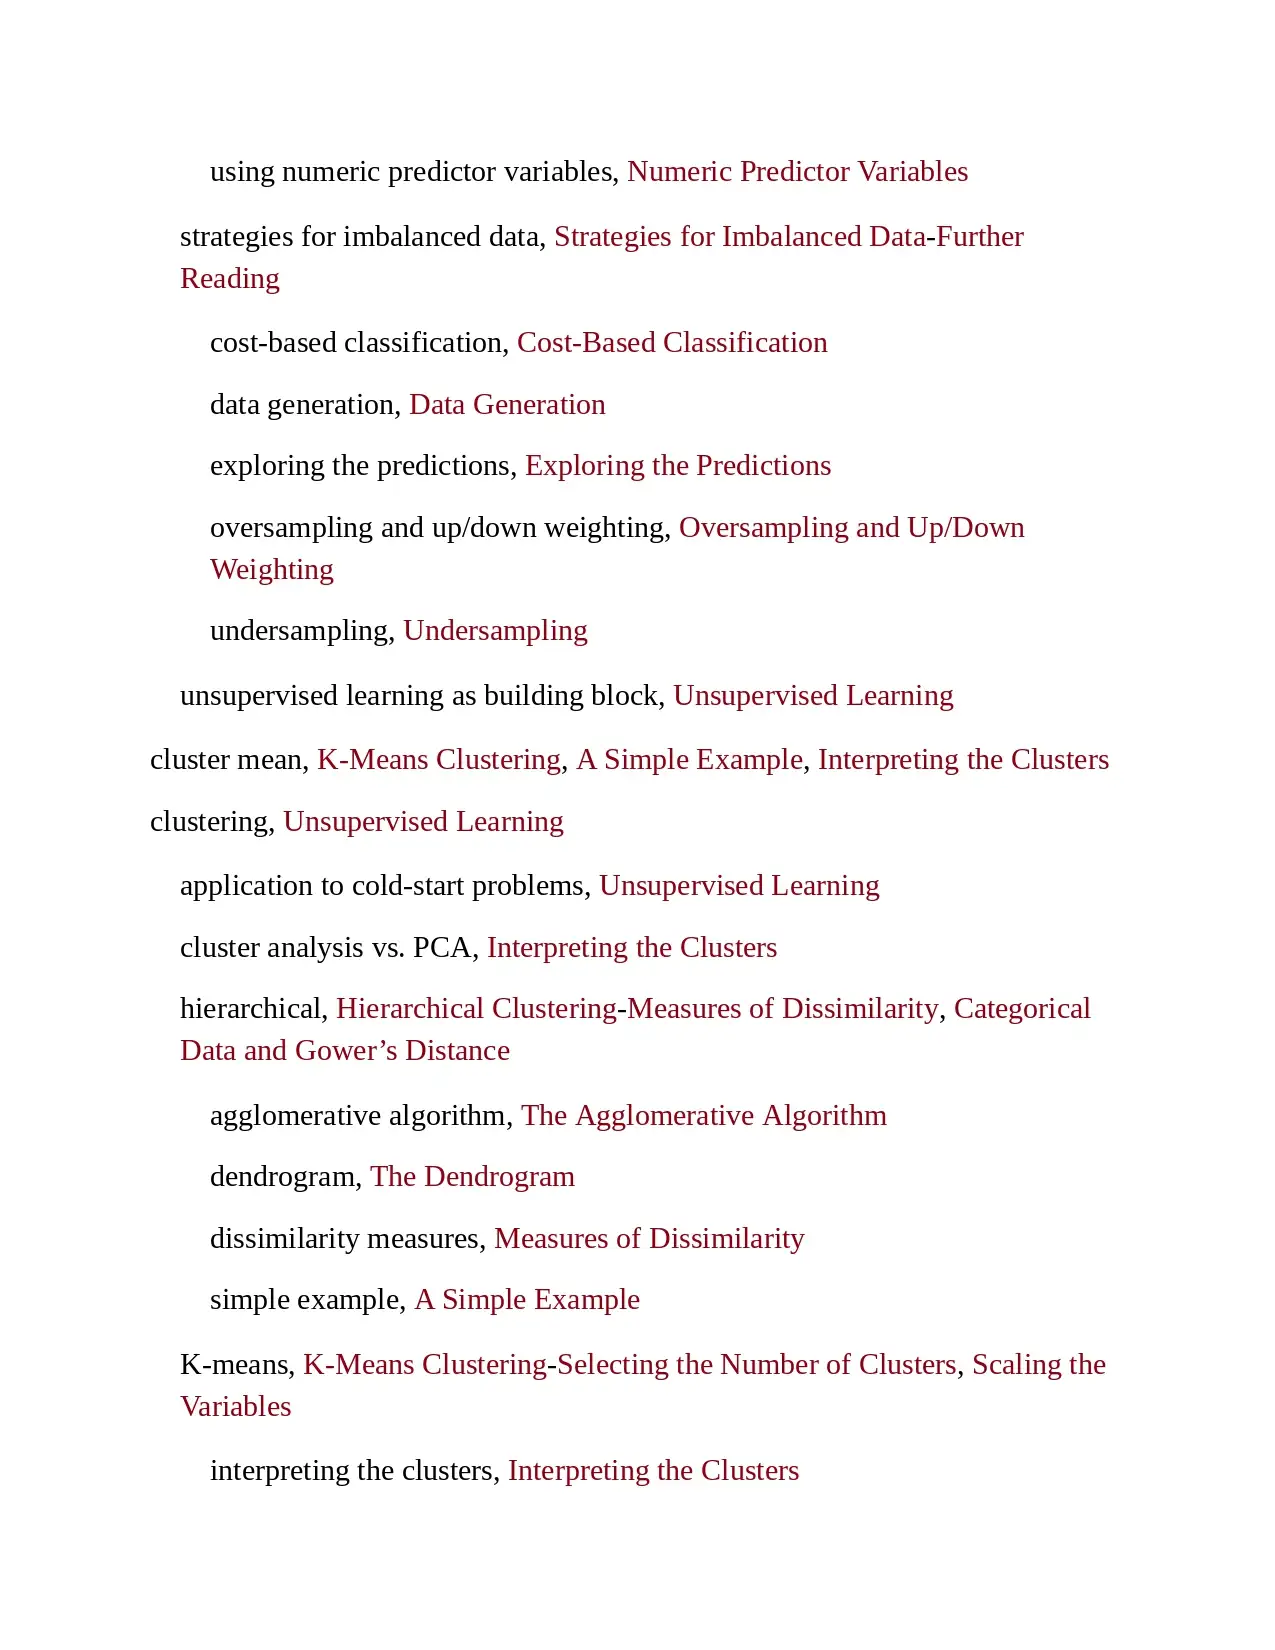 using numeric predictor variables, Numeric Predictor Variables
strategies for imbalanced data, Strategies for Imbalanced Data-Further
Reading
cost-based classification, Cost-Based Classification
data generation, Data Generation
exploring the predictions, Exploring the Predictions
oversampling and up/down weighting, Oversampling and Up/Down
Weighting
undersampling, Undersampling
unsupervised learning as building block, Unsupervised Learning
cluster mean, K-Means Clustering, A Simple Example, Interpreting the Clusters
clustering, Unsupervised Learning
application to cold-start problems, Unsupervised Learning
cluster analysis vs. PCA, Interpreting the Clusters
hierarchical, Hierarchical Clustering-Measures of Dissimilarity, Categorical
Data and Gower’s Distance
agglomerative algorithm, The Agglomerative Algorithm
dendrogram, The Dendrogram
dissimilarity measures, Measures of Dissimilarity
simple example, A Simple Example
K-means, K-Means Clustering-Selecting the Number of Clusters, Scaling the
Variables
interpreting the clusters, Interpreting the Clusters